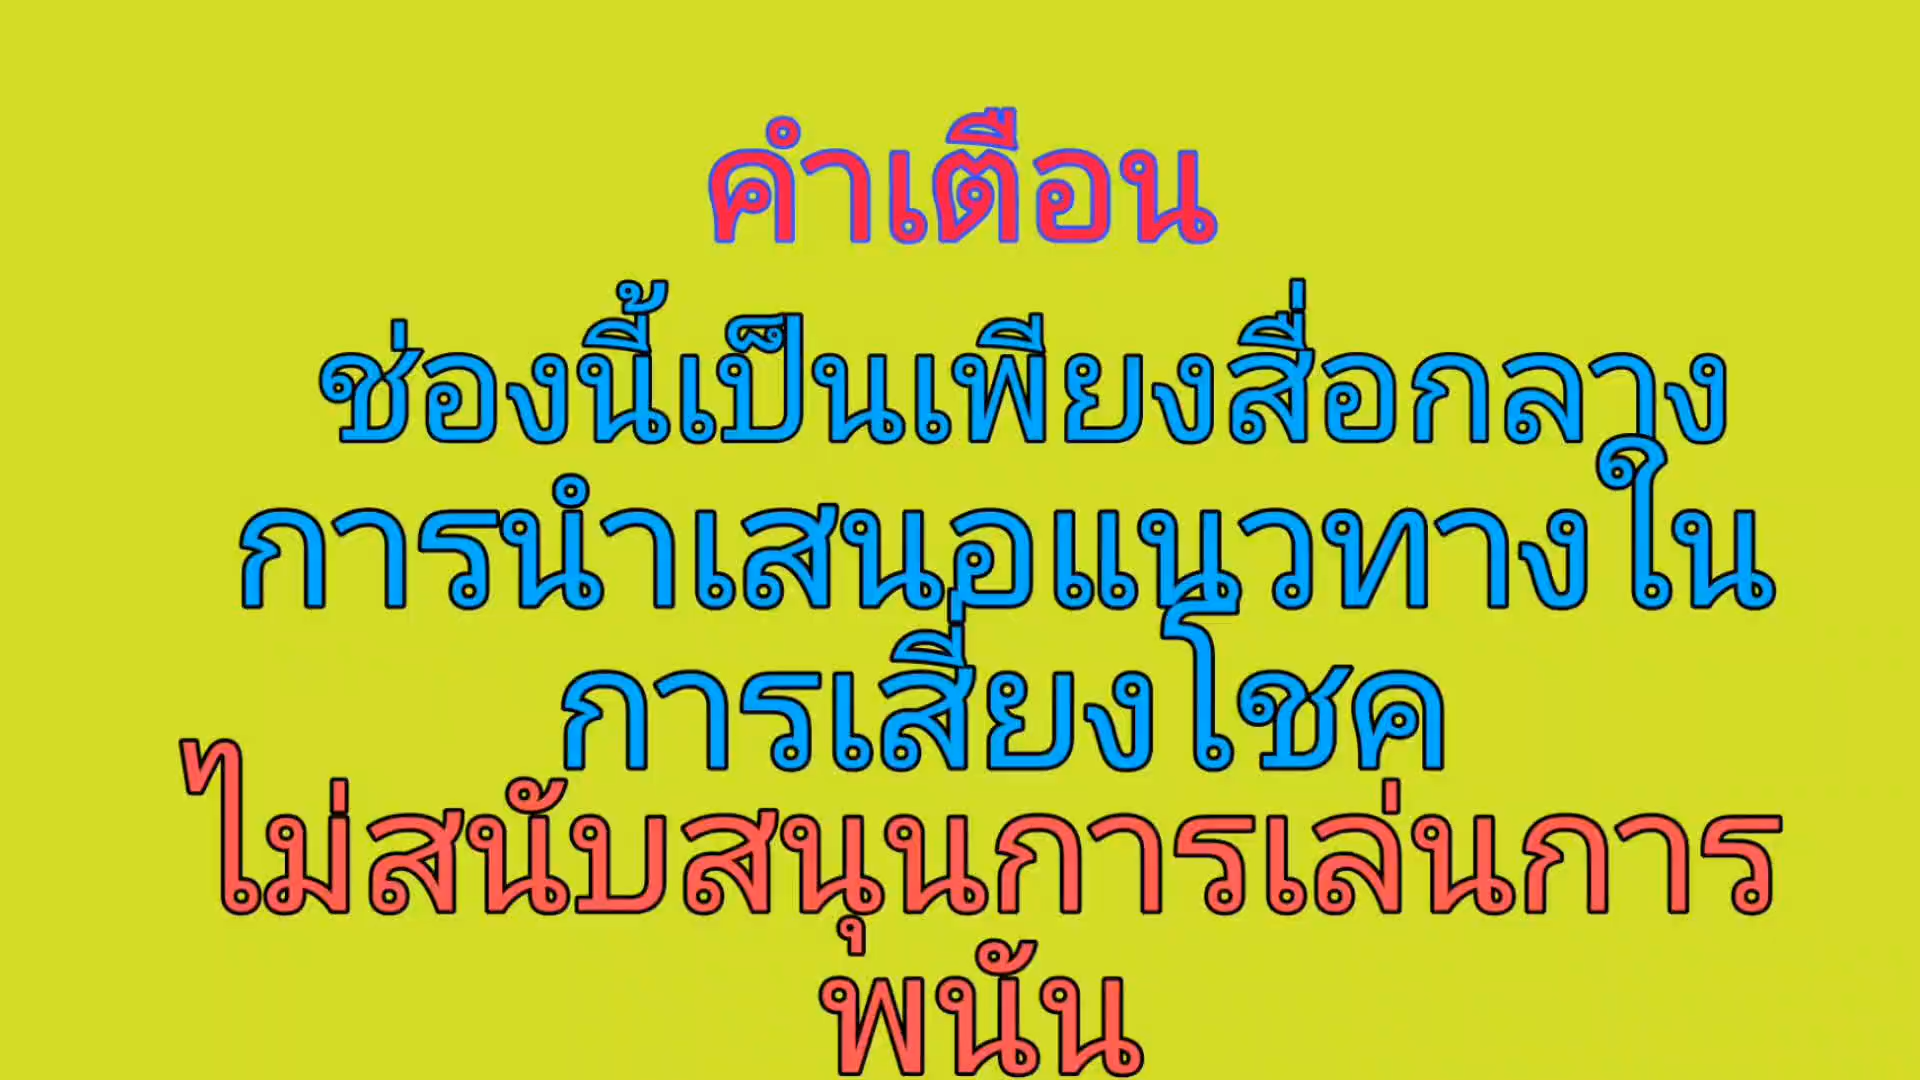 คำเตือน
ช่องนี้เป็นเพียงสื่อกลาง
การนำเสนอแนวทางใน
การเสี่ยงโชค
ไม่สนับสนุนการเล่นการ
พนัน